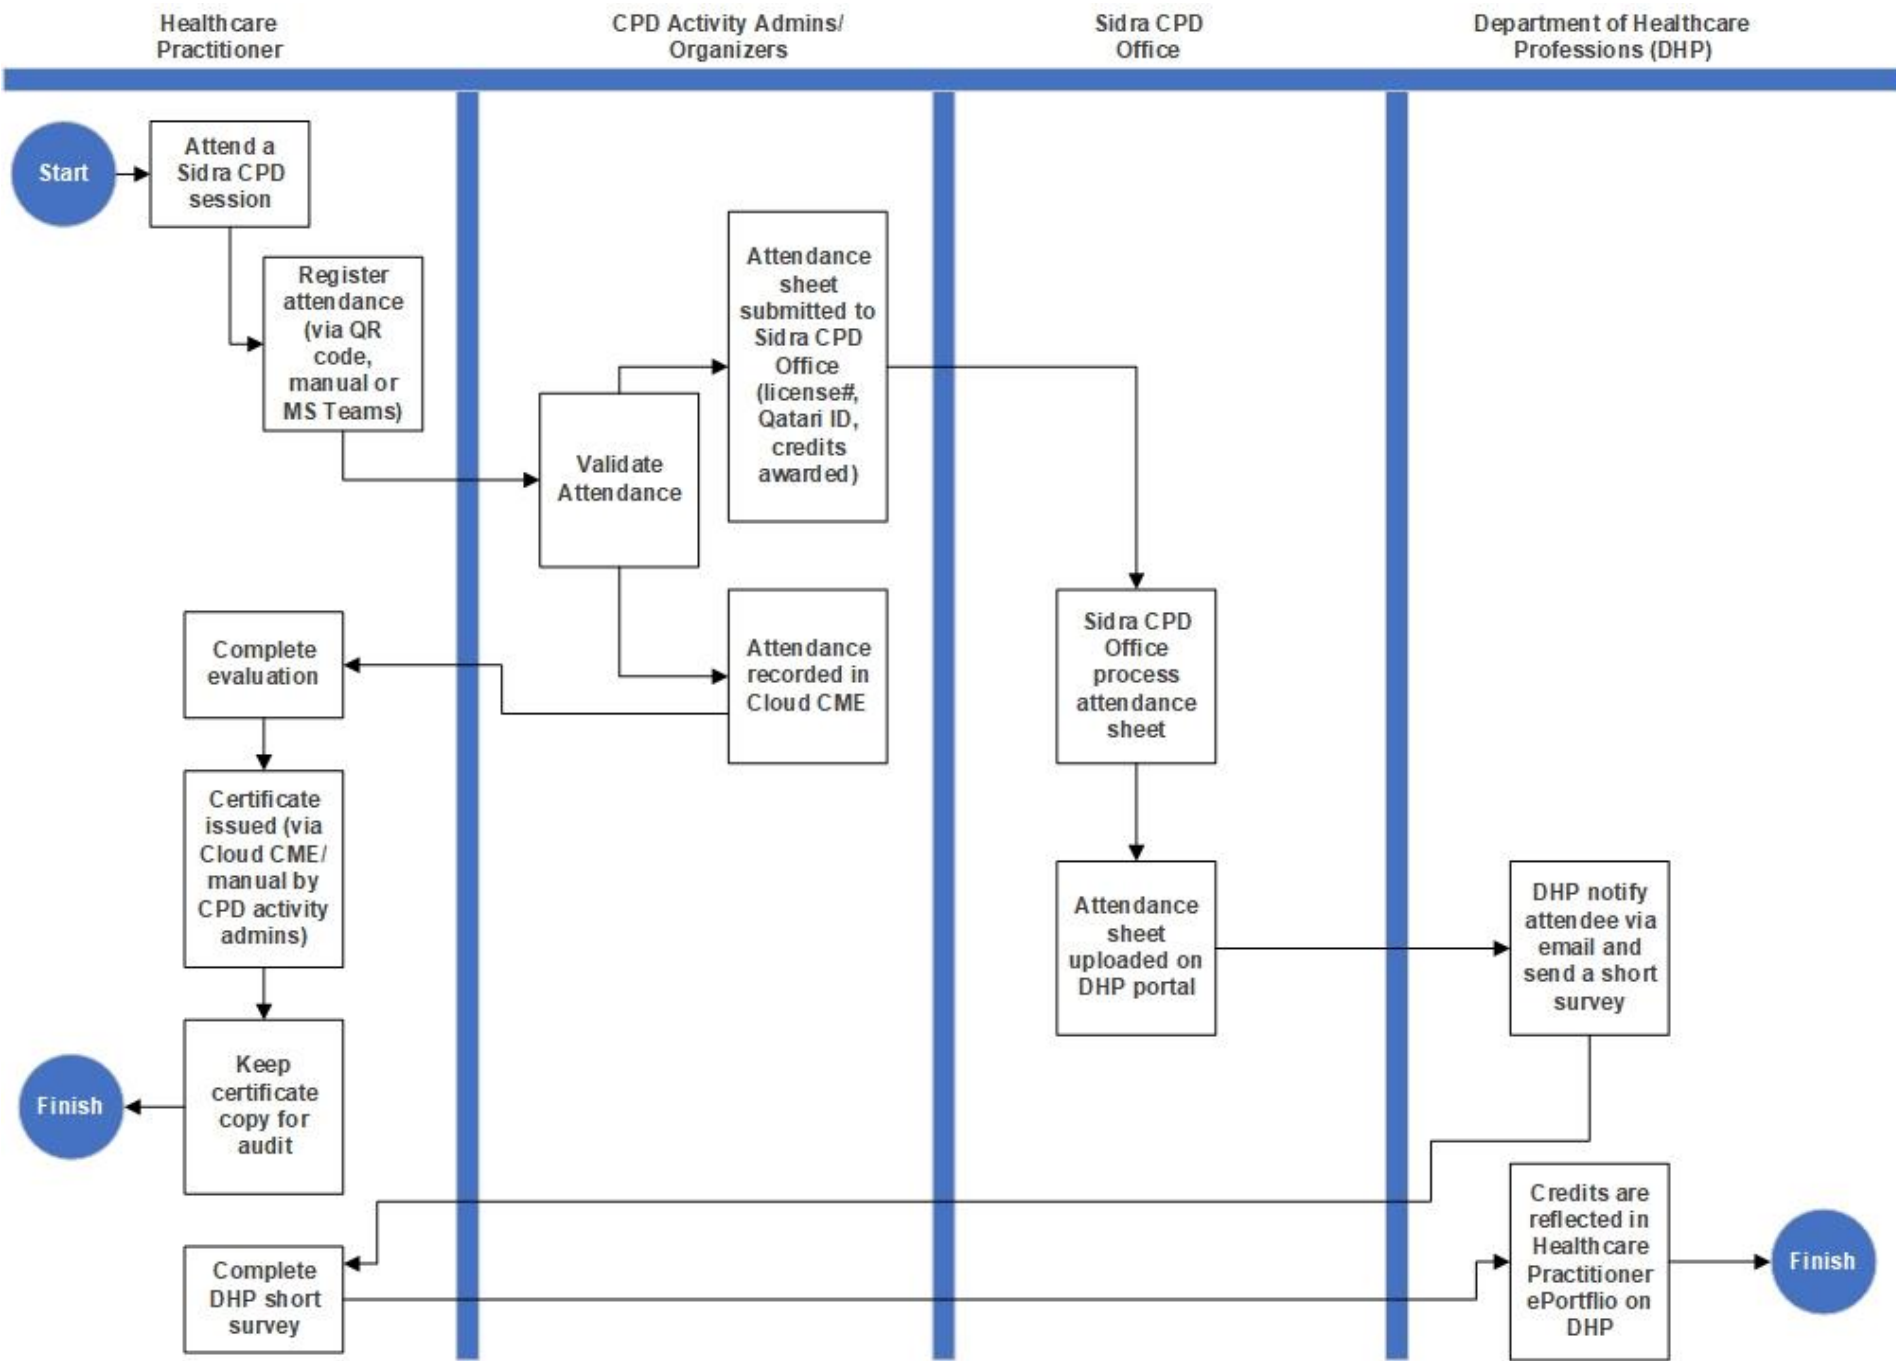 Healthcare
Practitioner
CPD Activity Admins/
Organizers
Sidra CPD
Office
Department of Healthcare
Professions (DHP)
Start
Attend a
Sidra CPD
session
Register
attendance
(via QR
code,
manual or
MS Teams)
Validate
Attendance
Attendance
sheet
submitted to
Sidra CPD
Office
(license#,
Qatari ID,
credits
awarded)
Attendance
recorded in
Cloud CME
Sidra CPD
Office
process
attendance
sheet
Complete
evaluation
Certificate
issued (via
Cloud CME/
manual by
CPD activity
admins)
Attendance
sheet
uploaded on
DHP portal
DHP notify
attendee via
email and
send a short
survey
Keep
certificate
copy for
audit
Finish
Complete
DHP short
survey
Credits are
reflected in
Healthcare
Practitioner
ePortflio on
DHP
Finish